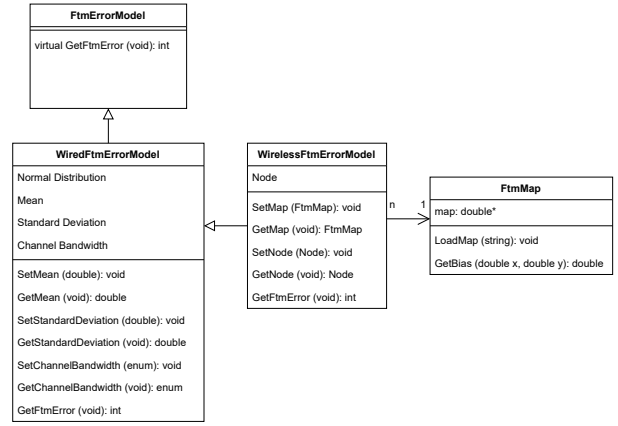 FtmErrorModel
virtual GetFtmError (void): int
WiredFtmErrorModel
Normal Distribution
Mean
Standard Deviation
Channel Bandwidth
SetMean (double): void
GetMean (void): double
SetStandardDeviation (double): void
GetStandardDeviation (void): double
SetChannelBandwidth (enum): void
GetChannelBandwidth (void): enum
GetFtmError (void): int
WirelessFtmErrorModel
Node
SetMap (FtmMap): void
GetMap (void): FtmMap
SetNode (Node): void
GetNode (void): Node
GetFtmError (void): int
n 1
FtmMap
map: double*
LoadMap (string): void
GetBias (double x, double y): double